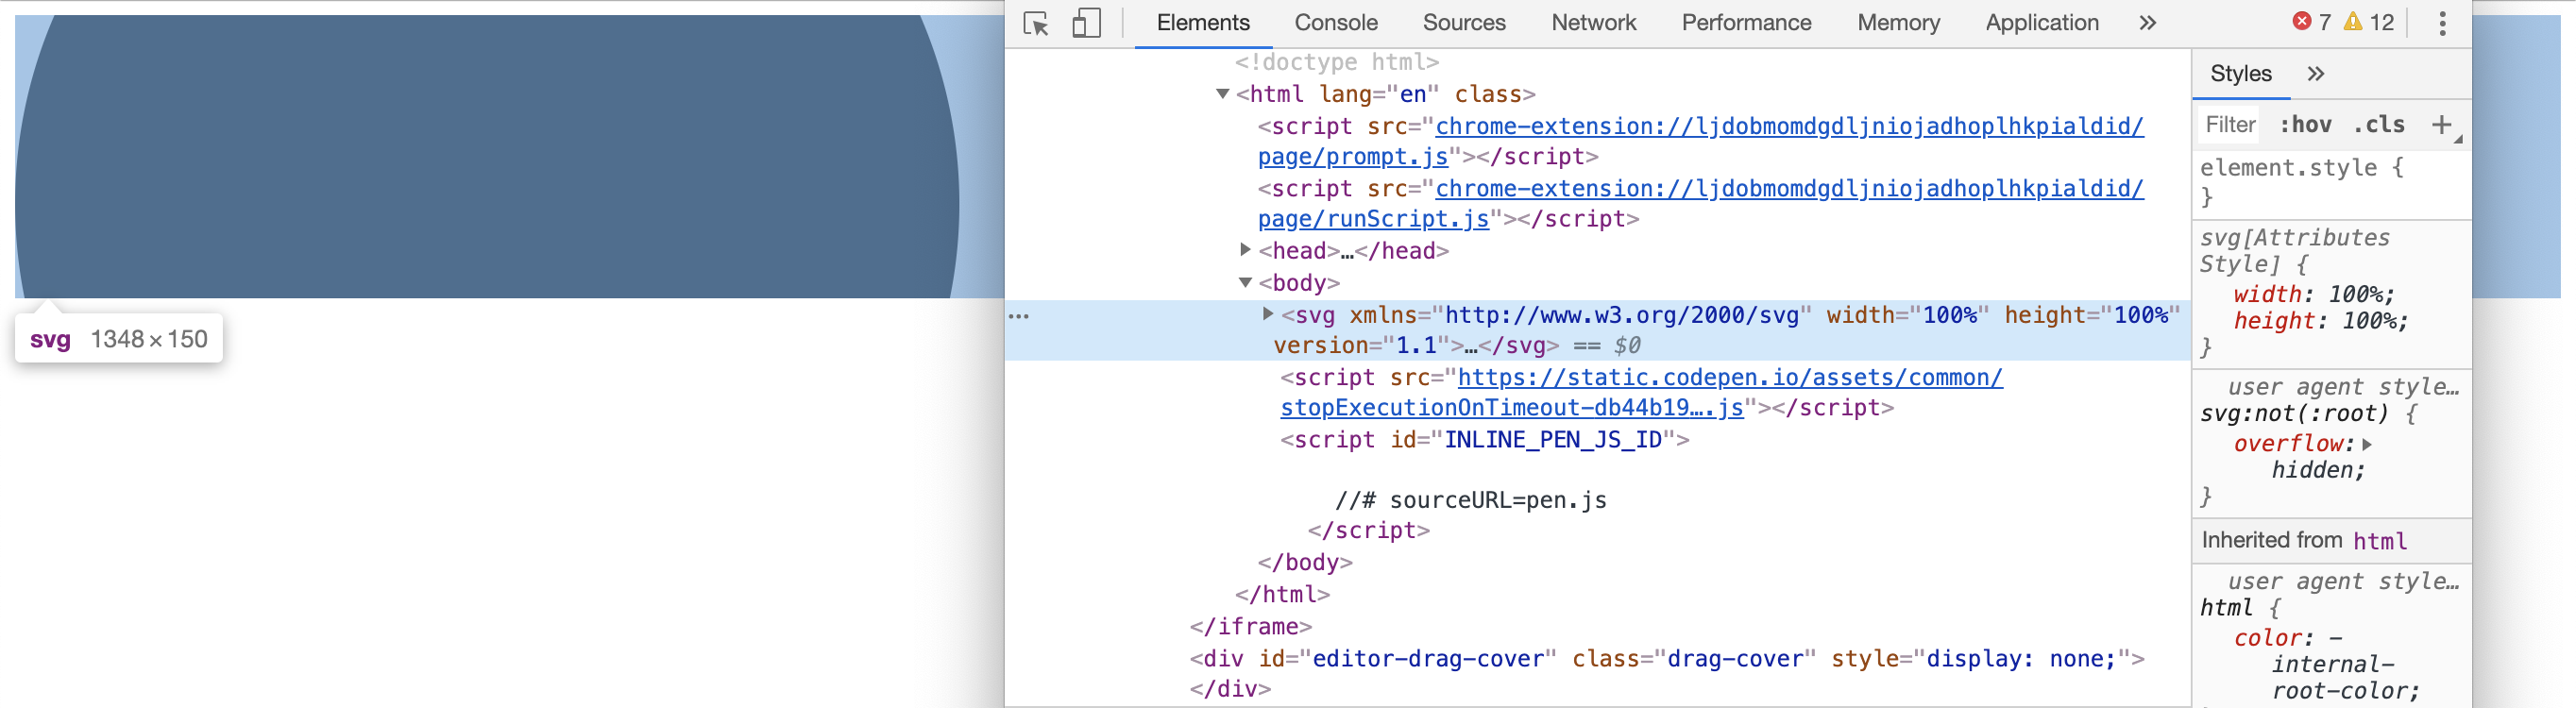 svg 1348 × 150
Elements Console Sources Network Performance Memory Application » 7 12
<!doctype html>
<html lang="en" class>
<script src="chrome-extension://ljdobmomdgdljniojadhoplhkpialdid/
page/prompt.js"></script>
<script src="chrome-extension://ljdobmomdgdljniojadhoplhkpialdid/
page/runScript.js"></script>
<head>…</head>
<body>
<svg xmlns="http://www.w3.org/2000/svg" width="100%" height="100%"
version="1.1">…</svg> == $0
<script src="https://static.codepen.io/assets/common/
stopExecutionOnTimeout-db44b19….js"></script>
<script id="INLINE_PEN_JS_ID">
//# sourceURL=pen.js
</script>
</body>
</html>
</iframe>
<div id="editor-drag-cover" class="drag-cover" style="display: none;">
</div>
Styles »
Filter :hov .cls +
element.style {
}
svg[Attributes
Style] {
width: 100%;
height: 100%;
}
user agent style…
svg:not(:root) {
overflow:
hidden;
}
Inherited from html
user agent style…
html {
color: -
internal-
root-color;